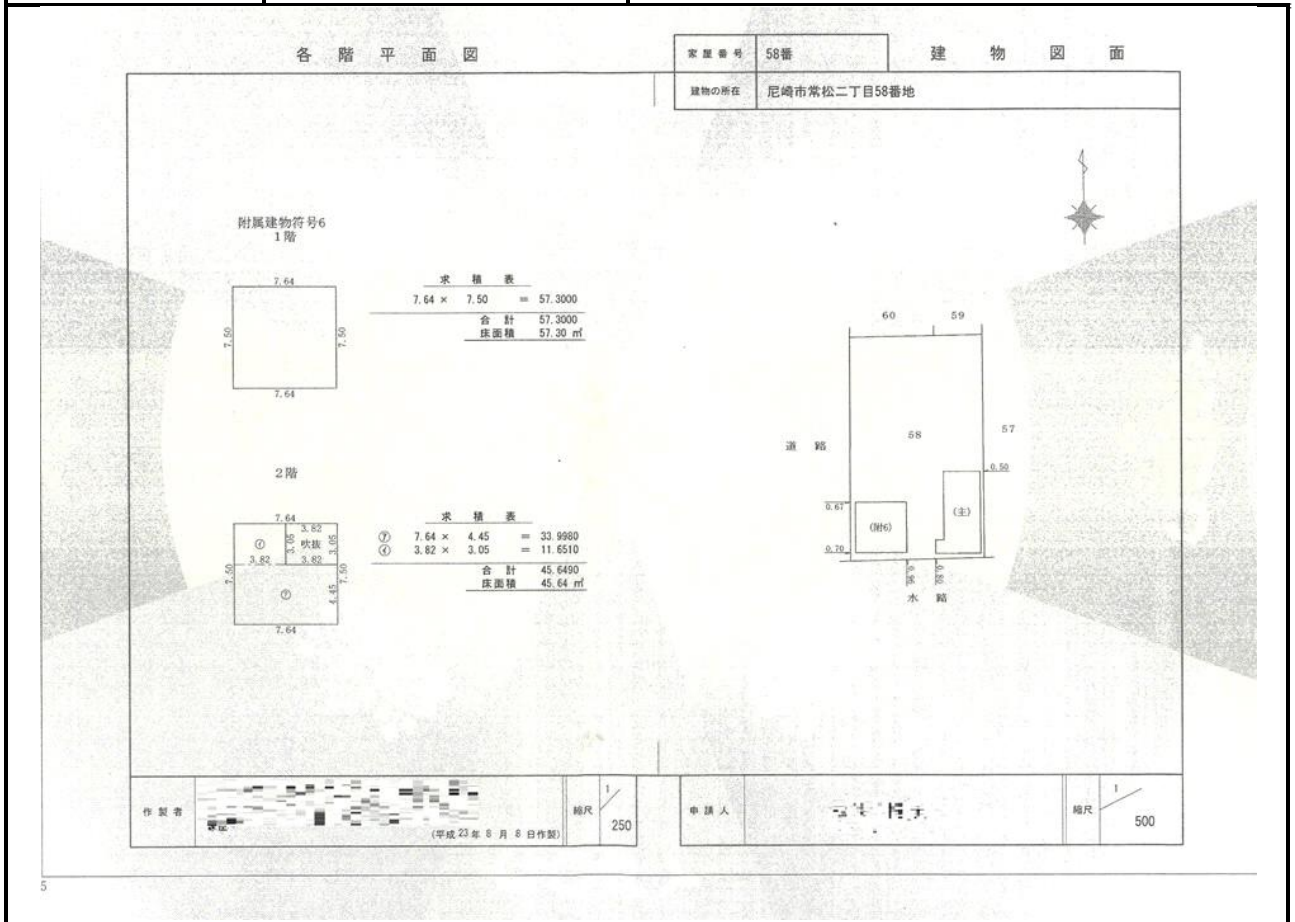 各階平面図
家屋番号 58番
建物図面
建物の所在 尼崎市常松二丁目58番地
附属建物符号6
1階
7.64
7.50
7.50
7.64
求積表
7.64 × 7.50 = 57.3000
合計 57.3000
床面積 57.30 ㎡
2階
7.64
3.82
㋑
3.05
吹抜
3.05
3.82
3.82
7.50
7.50
㋐
4.45
7.64
求積表
㋐ 7.64 × 4.45 = 33.9980
㋑ 3.82 × 3.05 = 11.6510
合計 45.6490
床面積 45.64 ㎡
60
59
道路
58
57
0.50
0.67
(附6)
(主)
0.70
水路
作製者
(平成23年8月8日作製)
縮尺 1/250
申請人
縮尺 1/500
5